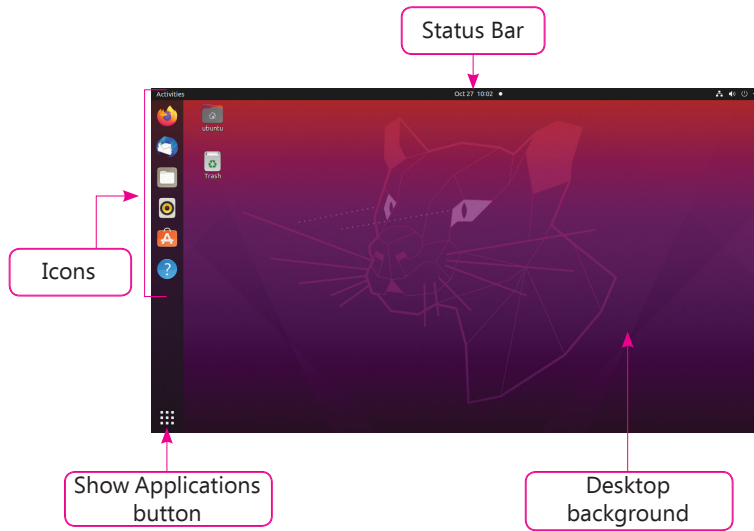 Status Bar
Activities
Oct 27 10:02
ubuntu
Trash
Icons
Show Applications
button
Desktop
background